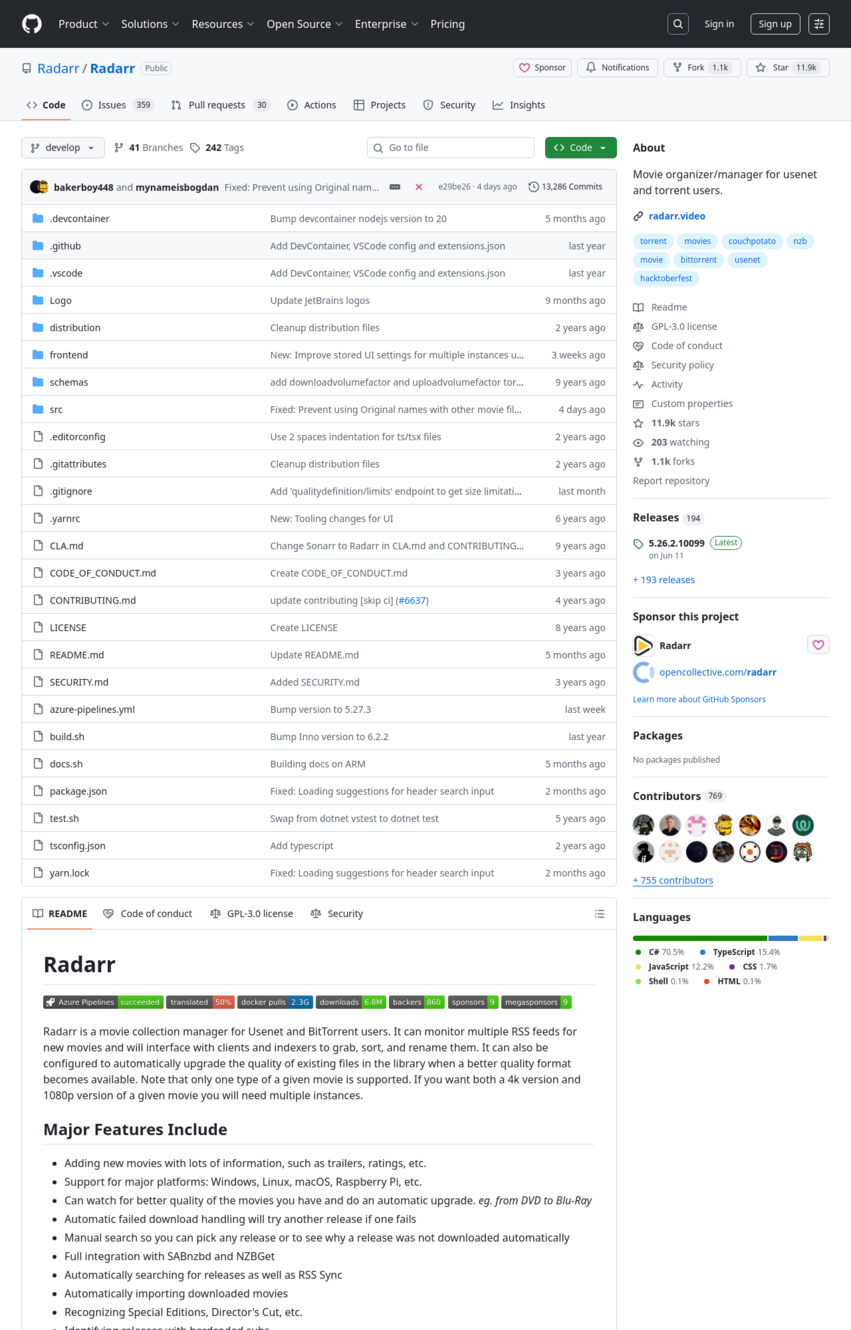 Product Solutions Resources Open Source Enterprise Pricing Sign in Sign up
Radarr / Radarr Public Sponsor Notifications Fork 1.1k Star 11.9k
Code Issues 359 Pull requests 30 Actions Projects Security Insights
develop 41 Branches 242 Tags Go to file Code
bakerboy448 and mynameisbogdan Fixed: Prevent using Original nam... e29be26 · 4 days ago 13,286 Commits
.devcontainer Bump devcontainer nodejs version to 20 5 months ago
.github Add DevContainer, VSCode config and extensions.json last year
.vscode Add DevContainer, VSCode config and extensions.json last year
Logo Update JetBrains logos 9 months ago
distribution Cleanup distribution files 2 years ago
frontend New: Improve stored UI settings for multiple instances u... 3 weeks ago
schemas add downloadvolumefactor and uploadvolumefactor tor... 9 years ago
src Fixed: Prevent using Original names with other movie fil... 4 days ago
.editorconfig Use 2 spaces indentation for ts/tsx files 2 years ago
.gitattributes Cleanup distribution files 2 years ago
.gitignore Add 'qualitydefinition/limits' endpoint to get size limitati... last month
.yarnrc New: Tooling changes for UI 6 years ago
CLA.md Change Sonarr to Radarr in CLA.md and CONTRIBUTING... 9 years ago
CODE_OF_CONDUCT.md Create CODE_OF_CONDUCT.md 3 years ago
CONTRIBUTING.md update contributing [skip ci] (#6637) 4 years ago
LICENSE Create LICENSE 8 years ago
README.md Update README.md 5 months ago
SECURITY.md Added SECURITY.md 3 years ago
azure-pipelines.yml Bump version to 5.27.3 last week
build.sh Bump Inno version to 6.2.2 last year
docs.sh Building docs on ARM 5 months ago
package.json Fixed: Loading suggestions for header search input 2 months ago
test.sh Swap from dotnet vstest to dotnet test 5 years ago
tsconfig.json Add typescript 2 years ago
yarn.lock Fixed: Loading suggestions for header search input 2 months ago
README Code of conduct GPL-3.0 license Security
Radarr
Azure Pipelines succeeded translated 50% docker pulls 2.3G downloads 6.8M backers 860 sponsors 9 megasponsors 9
Radarr is a movie collection manager for Usenet and BitTorrent users. It can monitor multiple RSS feeds for
new movies and will interface with clients and indexers to grab, sort, and rename them. It can also be
configured to automatically upgrade the quality of existing files in the library when a better quality format
becomes available. Note that only one type of a given movie is supported. If you want both a 4k version and
1080p version of a given movie you will need multiple instances.
Major Features Include
Adding new movies with lots of information, such as trailers, ratings, etc.
Support for major platforms: Windows, Linux, macOS, Raspberry Pi, etc.
Can watch for better quality of the movies you have and do an automatic upgrade. eg. from DVD to Blu-Ray
Automatic failed download handling will try another release if one fails
Manual search so you can pick any release or to see why a release was not downloaded automatically
Full integration with SABnzbd and NZBGet
Automatically searching for releases as well as RSS Sync
Automatically importing downloaded movies
Recognizing Special Editions, Director's Cut, etc.
Identifying releases with hardcoded subs
About
Movie organizer/manager for usenet
and torrent users.
radarr.video
torrent movies couchpotato nzb
movie bittorrent usenet
hacktoberfest
Readme
GPL-3.0 license
Code of conduct
Security policy
Activity
Custom properties
11.9k stars
203 watching
1.1k forks
Report repository
Releases 194
5.26.2.10099 Latest
on Jun 11
+ 193 releases
Sponsor this project
Radarr
opencollective.com/radarr
Learn more about GitHub Sponsors
Packages
No packages published
Contributors 769
+ 755 contributors
Languages
C# 70.5% TypeScript 15.4%
JavaScript 12.2% CSS 1.7%
Shell 0.1% HTML 0.1%